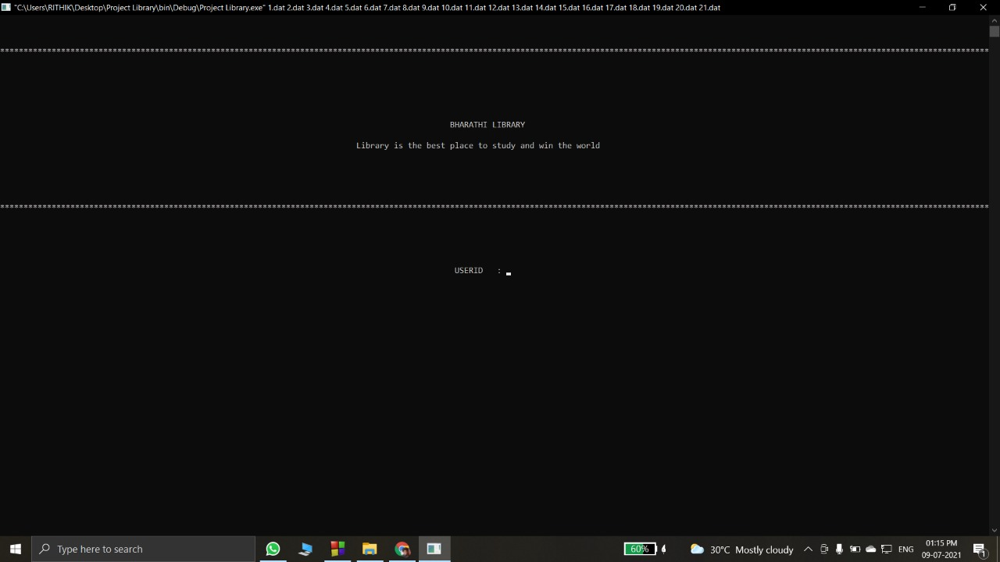 "C:\Users\RITHIK\Desktop\Project Library\bin\Debug\Project Library.exe" 1.dat 2.dat 3.dat 4.dat 5.dat 6.dat 7.dat 8.dat 9.dat 10.dat 11.dat 12.dat 13.dat 14.dat 15.dat 16.dat 17.dat 18.dat 19.dat 20.dat 21.dat
BHARATHI LIBRARY
Library is the best place to study and win the world
USERID :
Type here to search
60%
30°C Mostly cloudy
ENG
01:15 PM
09-07-2021
1